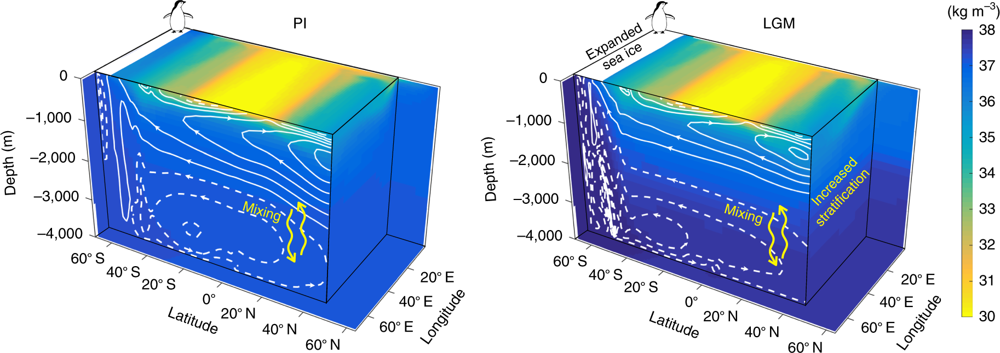 PI
0
–1,000
–2,000
–3,000
–4,000
Depth (m)
60° S
40° S
20° S
0°
20° N
40° N
60° N
Latitude
20° E
40° E
60° E
Longitude
Mixing
LGM
Expanded
sea ice
0
–1,000
–2,000
–3,000
–4,000
Depth (m)
60° S
40° S
20° S
0°
20° N
40° N
60° N
Latitude
20° E
40° E
60° E
Longitude
Mixing
Increased
stratification
(kg m⁻³)
38
37
36
35
34
33
32
31
30